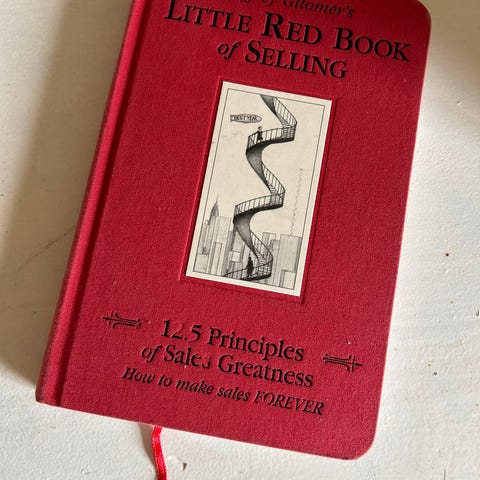 Gitomer's
LITTLE RED BOOK
of SELLING
12.5 Principles
of Sales Greatness
How to make sales FOREVER